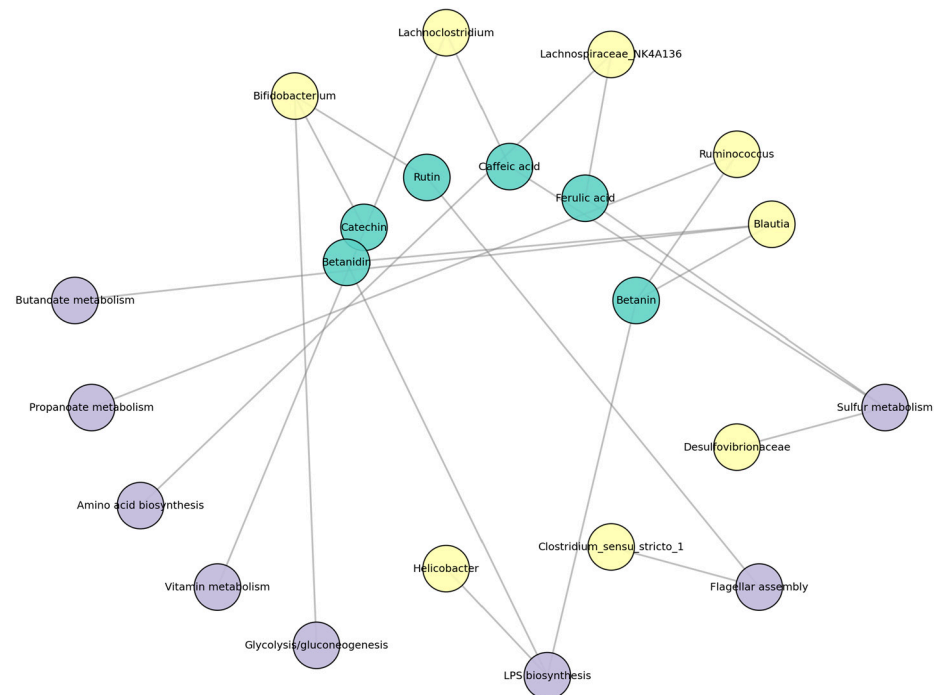 Lachnoclostridium
Lachnospiraceae_NK4A136
Bifidobacterium
Ruminococcus
Caffeic acid
Rutin
Ferulic acid
Blautia
Catechin
Betanidin
Butanoate metabolism
Betanin
Propanoate metabolism
Sulfur metabolism
Desulfovibrionaceae
Amino acid biosynthesis
Clostridium_sensu_stricto_1
Helicobacter
Vitamin metabolism
Flagellar assembly
Glycolysis/gluconeogenesis
LPS biosynthesis